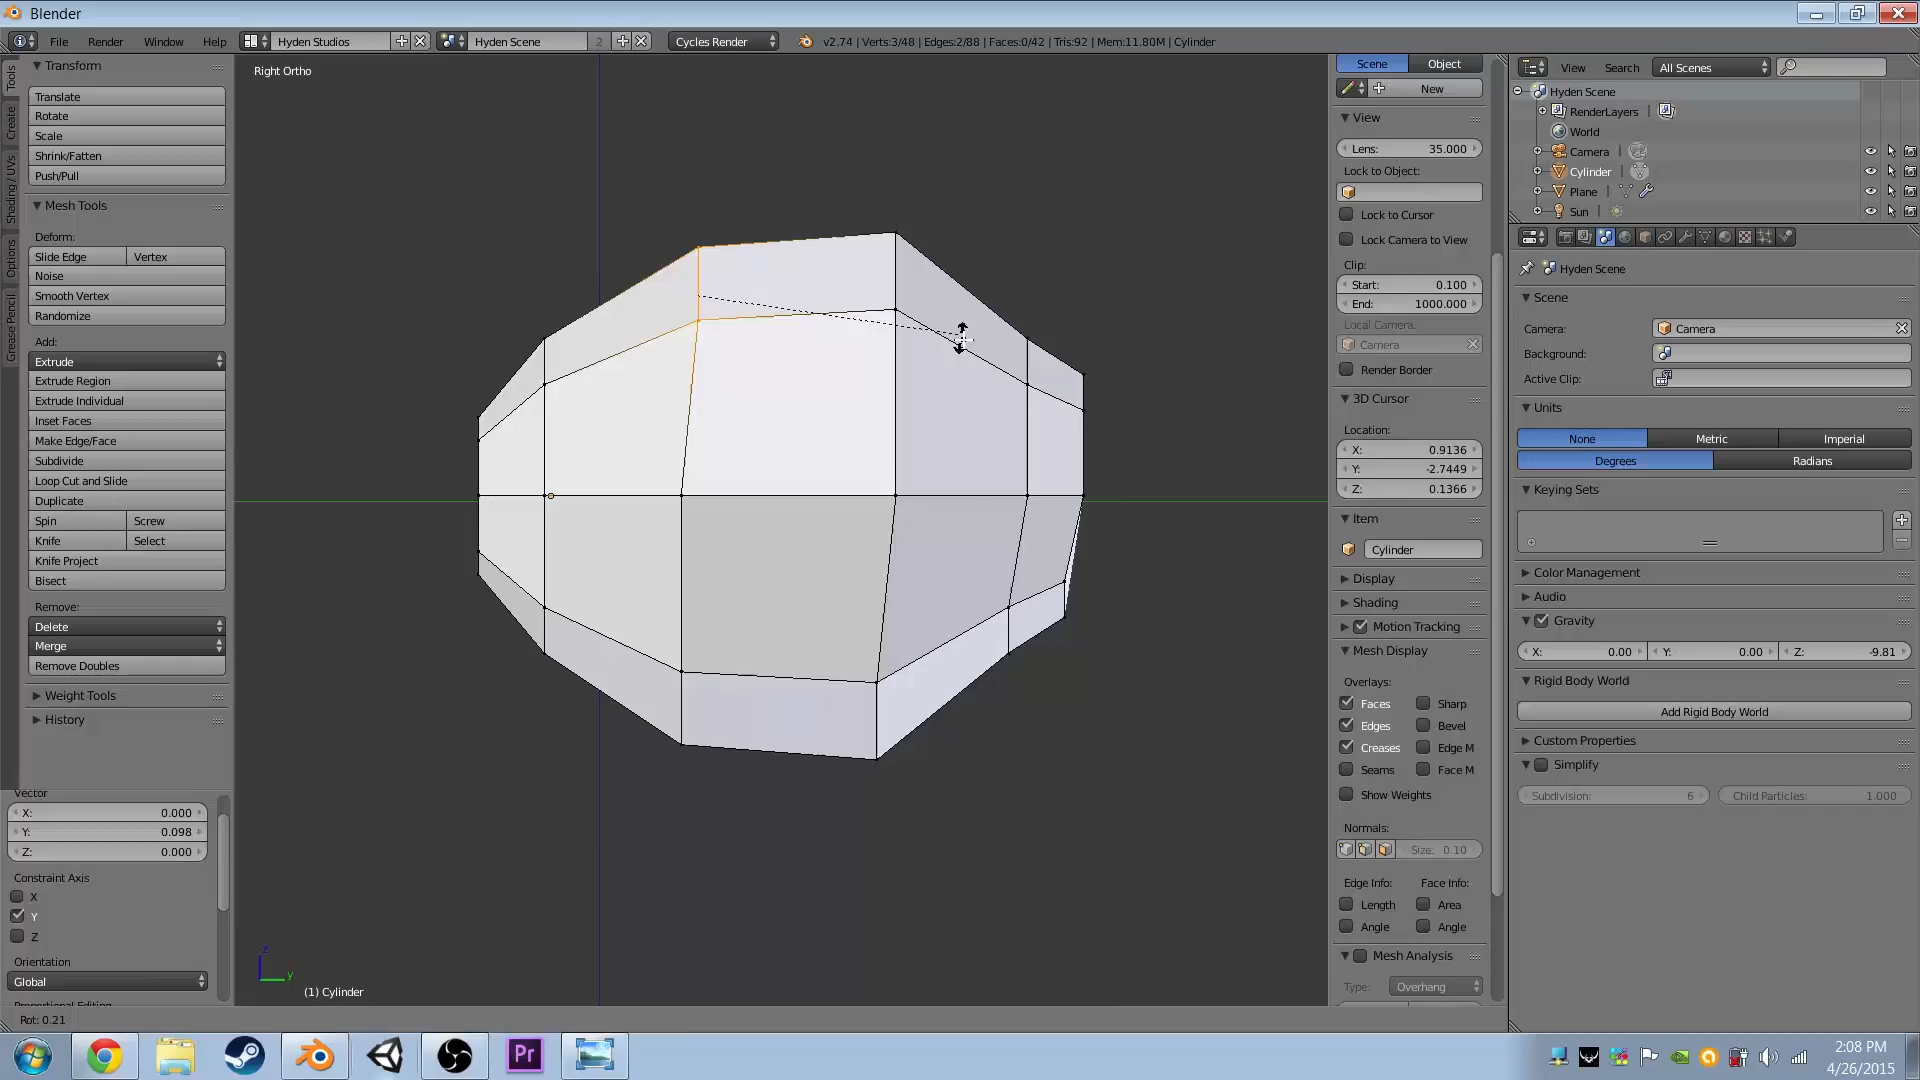 Blender
File Render Window Help Hyden Studios Hyden Scene 2 Cycles Render v2.74 | Verts:3/48 | Edges:2/88 | Faces:0/42 | Tris:92 | Mem:11.80M | Cylinder
Tools
Create
Shading / UVs
Options
Grease Pencil
Transform
Translate
Rotate
Scale
Shrink/Fatten
Push/Pull
Mesh Tools
Deform:
Slide Edge Vertex
Noise
Smooth Vertex
Randomize
Add:
Extrude
Extrude Region
Extrude Individual
Inset Faces
Make Edge/Face
Subdivide
Loop Cut and Slide
Duplicate
Spin Screw
Knife Select
Knife Project
Bisect
Remove:
Delete
Merge
Remove Doubles
Weight Tools
History
Vector
X: 0.000
Y: 0.098
Z: 0.000
Constraint Axis
X
Y
Z
Orientation
Global
Proportional Editing
Rot: 0.21
Right Ortho
z
y
(1) Cylinder
Scene Object
New
View
Lens: 35.000
Lock to Object:
Lock to Cursor
Lock Camera to View
Clip:
Start: 0.100
End: 1000.000
Local Camera:
Camera
Render Border
3D Cursor
Location:
X: 0.9136
Y: -2.7449
Z: 0.1366
Item
Cylinder
Display
Shading
Motion Tracking
Mesh Display
Overlays:
Faces Sharp
Edges Bevel
Creases Edge M
Seams Face M
Show Weights
Normals:
Size: 0.10
Edge Info: Face Info:
Length Area
Angle Angle
Mesh Analysis
Type: Overhang
View Search All Scenes
Hyden Scene
RenderLayers
World
Camera
Cylinder
Plane
Sun
Hyden Scene
Scene
Camera: Camera
Background:
Active Clip:
Units
None Metric Imperial
Degrees Radians
Keying Sets
Color Management
Audio
Gravity
X: 0.00 Y: 0.00 Z: -9.81
Rigid Body World
Add Rigid Body World
Custom Properties
Simplify
Subdivision: 6 Child Particles: 1.000
Pr
2:08 PM
4/26/2015